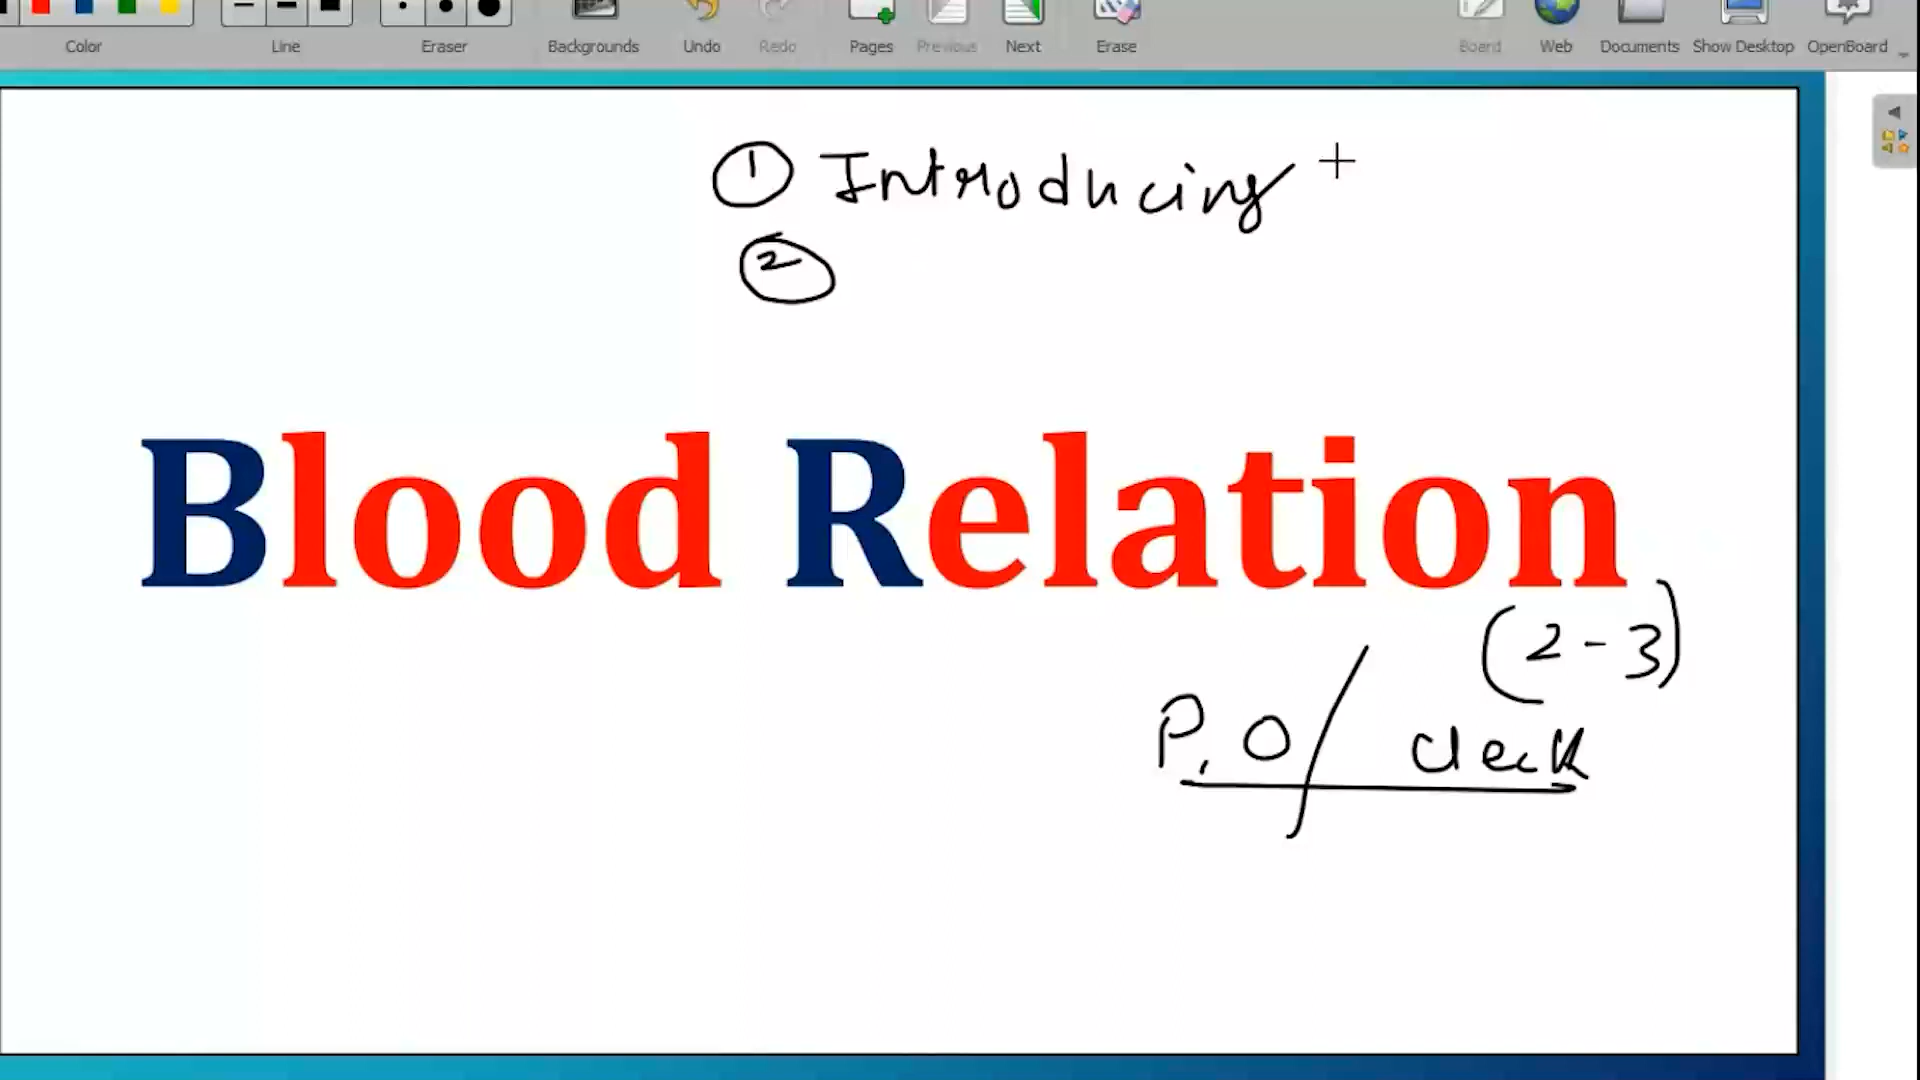 Color Line Eraser Backgrounds Undo Redo Pages Previous Next Erase Board Web Documents Show Desktop OpenBoard
① Introducing
②
Blood Relation
(2-3)
P.O / Clerk